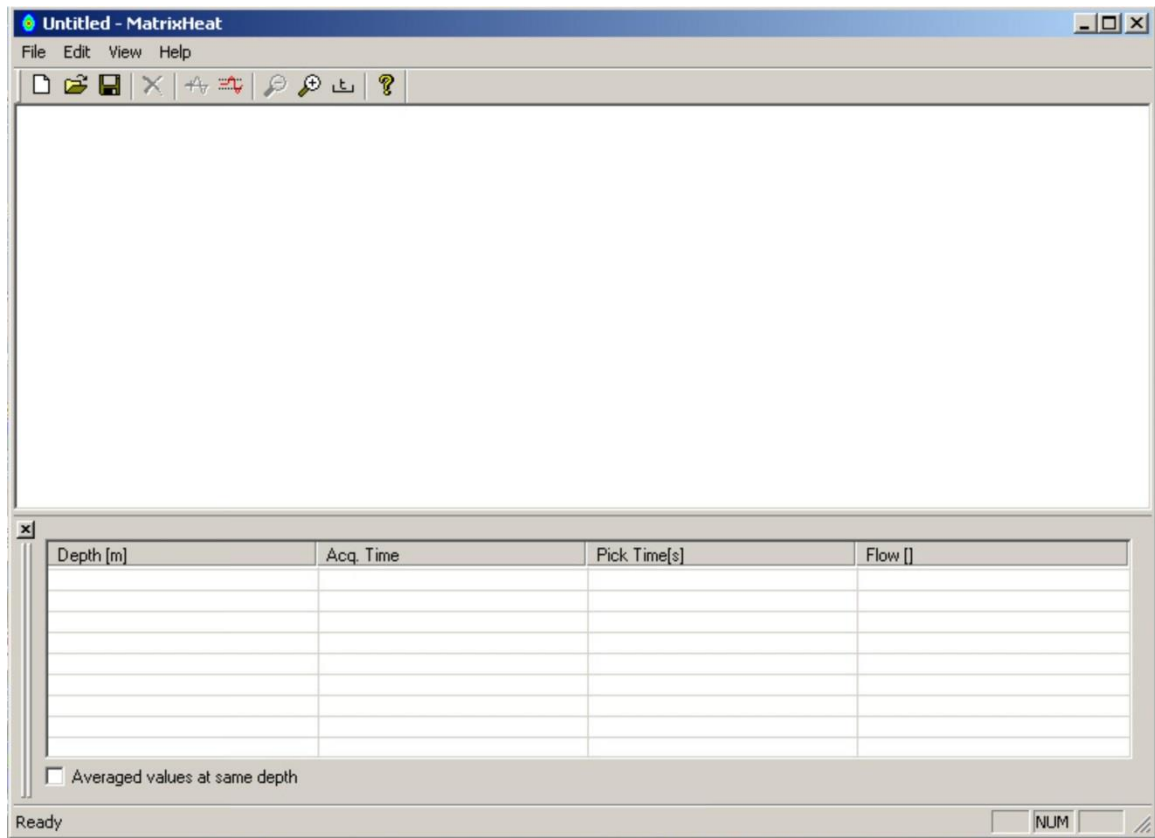 Untitled - MatrixHeat
File Edit View Help
Depth [m] Acq. Time Pick Time[s] Flow []
Averaged values at same depth
Ready NUM